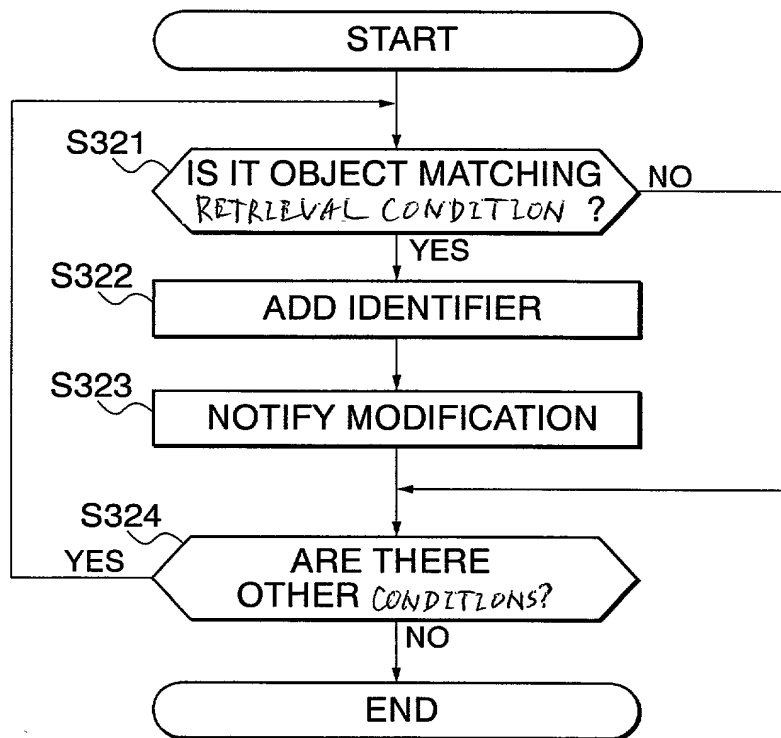 START
S321
IS IT OBJECT MATCHING
RETRIEVAL CONDITION ?
NO
YES
S322
ADD IDENTIFIER
S323
NOTIFY MODIFICATION
S324
YES
ARE THERE
OTHER CONDITIONS?
NO
END